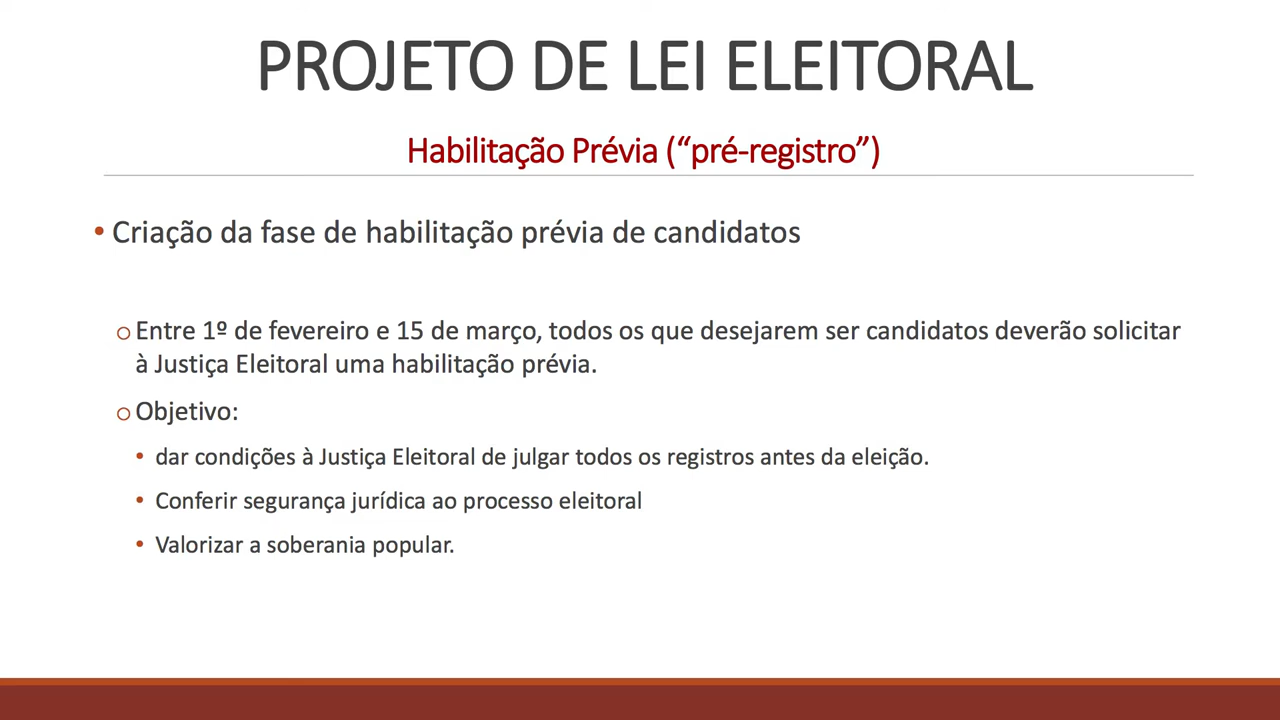 PROJETO DE LEI ELEITORAL
Habilitação Prévia (“pré-registro”)
• Criação da fase de habilitação prévia de candidatos
o Entre 1º de fevereiro e 15 de março, todos os que desejarem ser candidatos deverão solicitar
à Justiça Eleitoral uma habilitação prévia.
o Objetivo:
• dar condições à Justiça Eleitoral de julgar todos os registros antes da eleição.
• Conferir segurança jurídica ao processo eleitoral
• Valorizar a soberania popular.